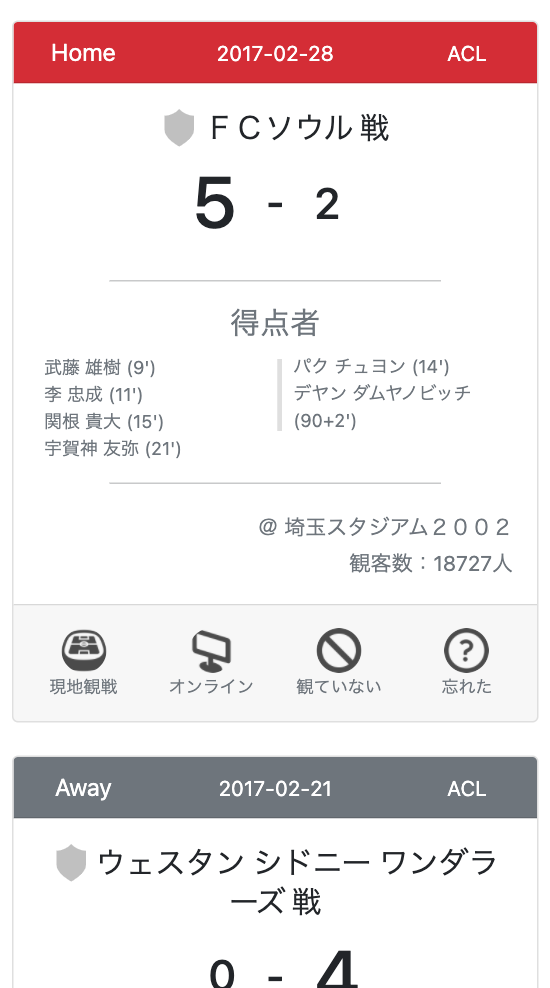 Home 2017-02-28 ACL
ＦＣソウル 戦
5 - 2
得点者
武藤 雄樹 (9')
李 忠成 (11')
関根 貴大 (15')
宇賀神 友弥 (21')
パク チュヨン (14')
デヤン ダムヤノビッチ
(90+2')
@ 埼玉スタジアム２００２
観客数：18727人
現地観戦 オンライン 観ていない 忘れた
Away 2017-02-21 ACL
ウェスタン シドニー ワンダラ
ーズ 戦
0 - 4